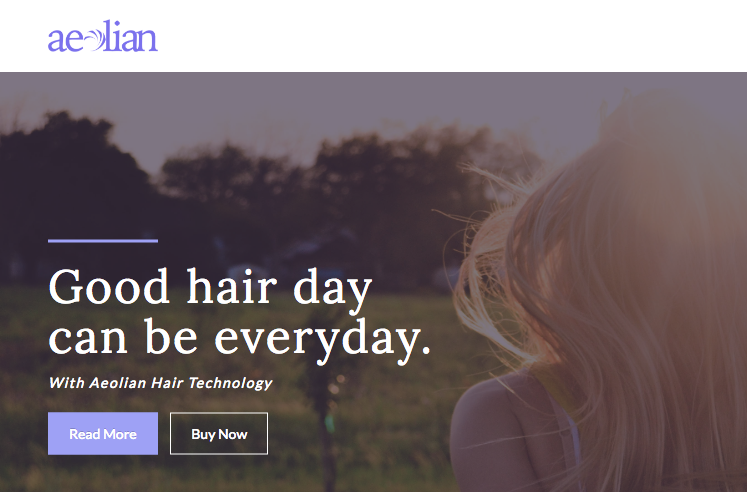 aeolian
Good hair day
can be everyday.
With Aeolian Hair Technology
Read More
Buy Now